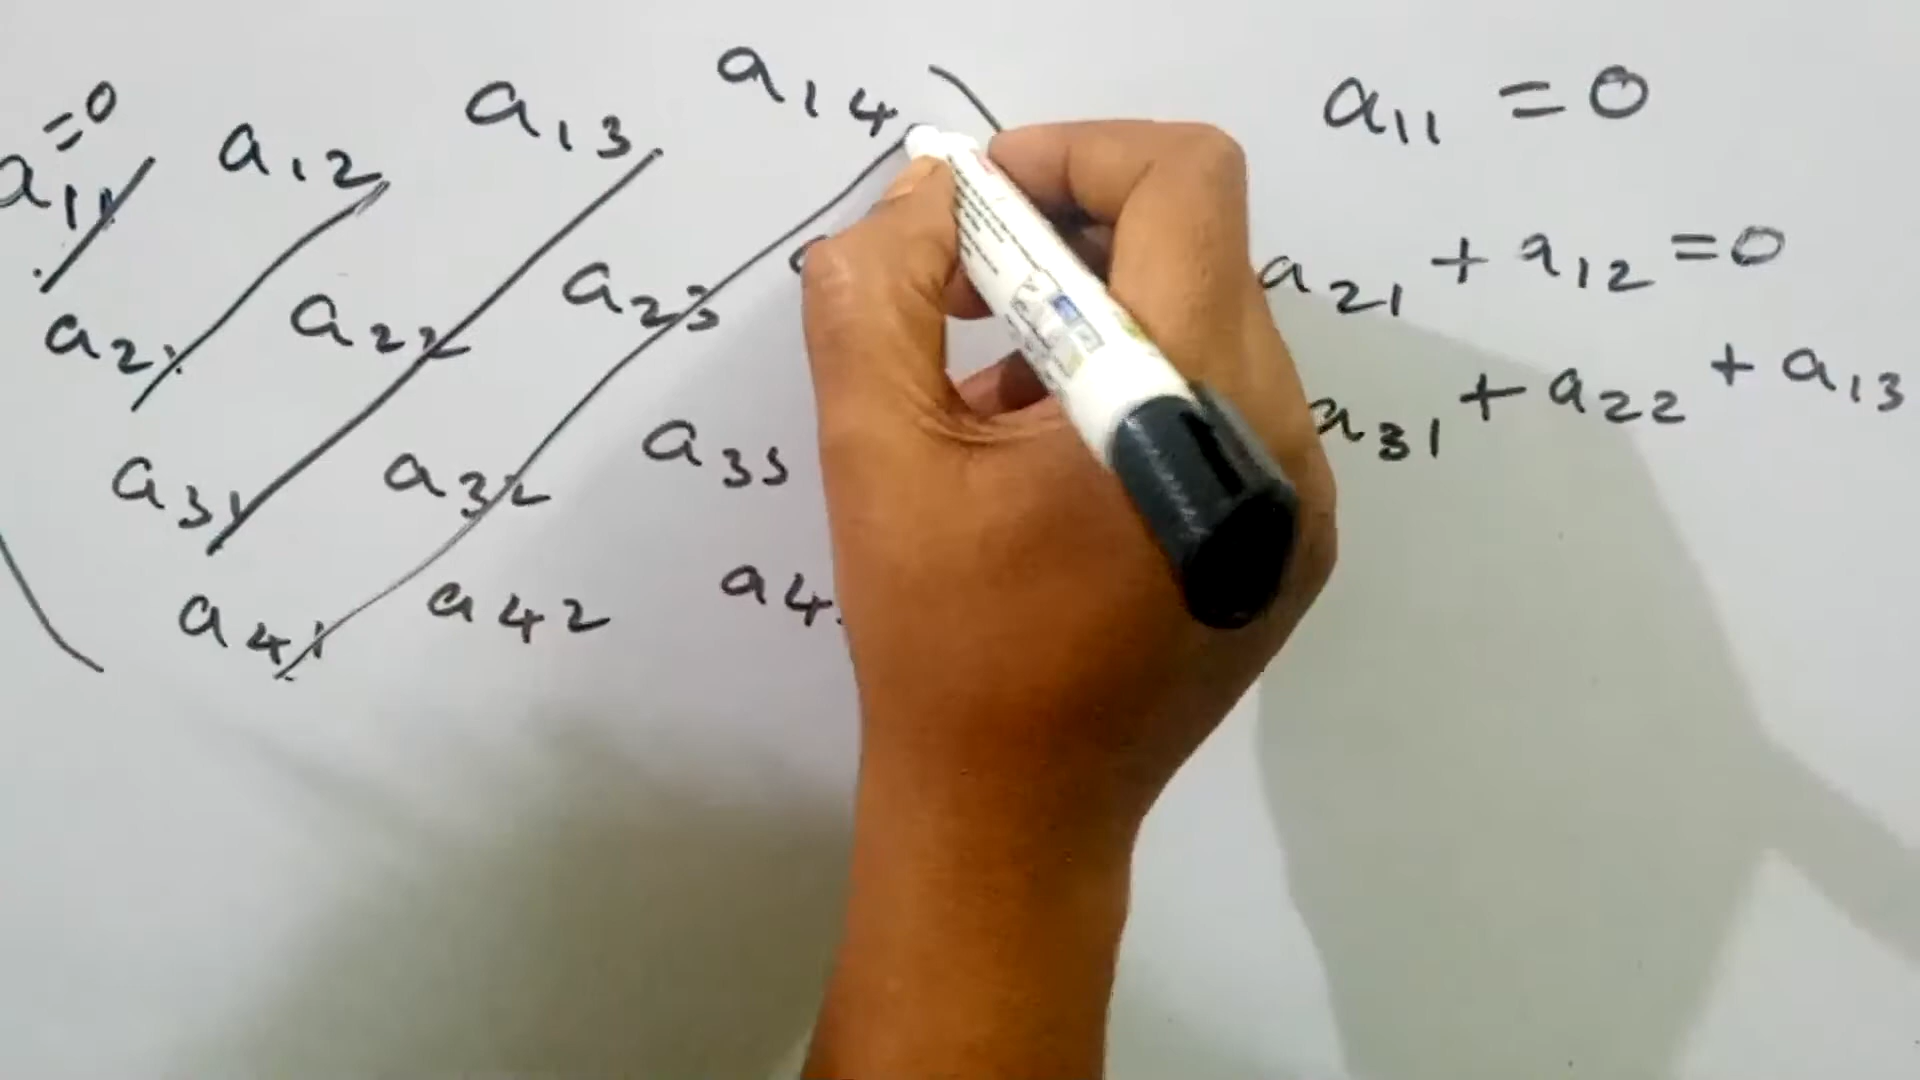 =0
a11 a12 a13 a14
a21 a22 a23
a31 a32 a33
a41 a42 a4
a11 = 0
a21 + a12 = 0
a31 + a22 + a13